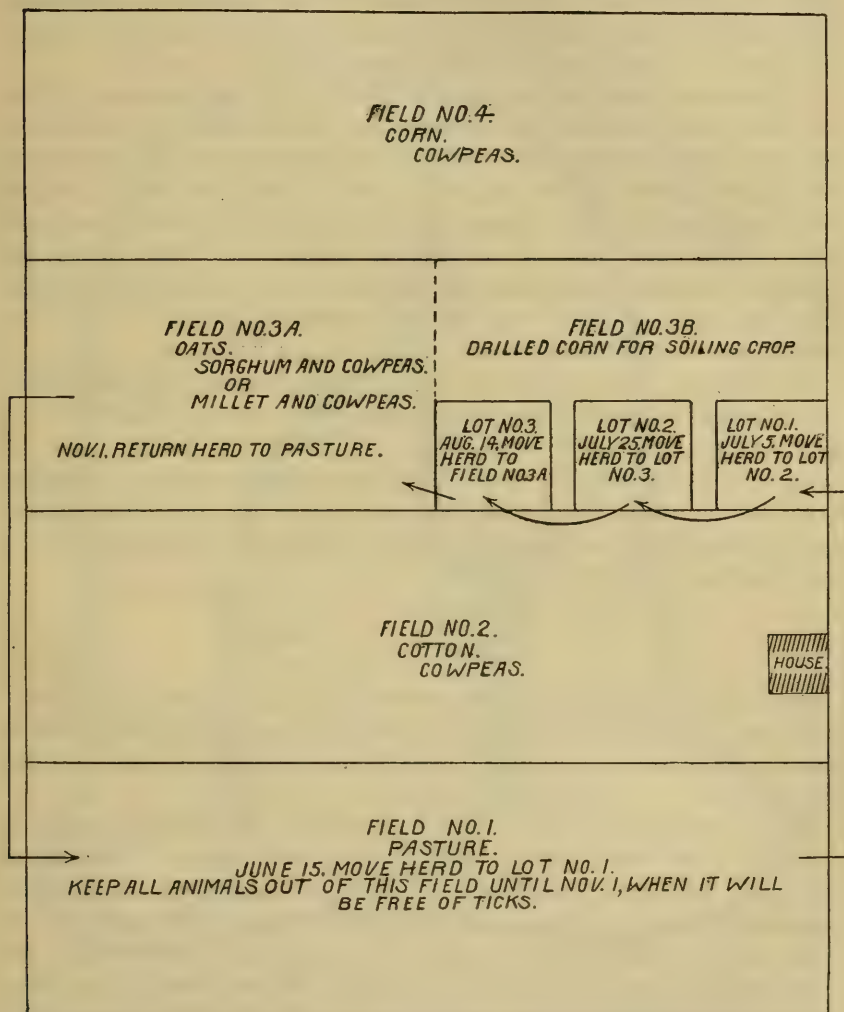 FIELD NO.4.
CORN.
COWPEAS.
FIELD NO.3A.
OATS.
SORGHUM AND COWPEAS.
OR
MILLET AND COWPEAS.
NOV.1. RETURN HERD TO PASTURE.
FIELD NO.3B.
DRILLED CORN FOR SOILING CROP.
LOT NO.3.
AUG. 14, MOVE
HERD TO
FIELD NO.3A
LOT NO.2.
JULY 25, MOVE
HERD TO LOT
NO.3.
LOT NO.1.
JULY 5, MOVE
HERD TO LOT
NO. 2.
FIELD NO.2.
COTTON.
COWPEAS.
HOUSE.
FIELD NO.1.
PASTURE.
JUNE 15, MOVE HERD TO LOT NO.1.
KEEP ALL ANIMALS OUT OF THIS FIELD UNTIL NOV. 1, WHEN IT WILL
BE FREE OF TICKS.